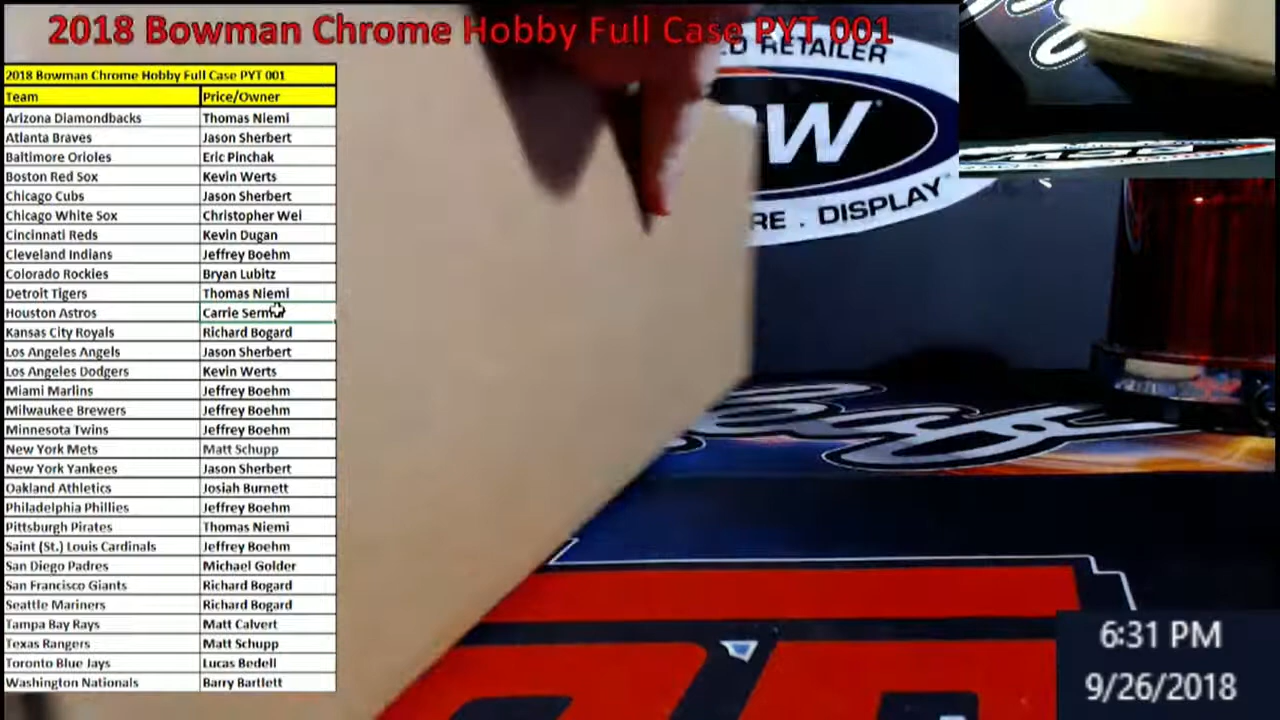 2018 Bowman Chrome Hobby Full Case PYT 001
2018 Bowman Chrome Hobby Full Case PYT 001
Team Price/Owner
Arizona Diamondbacks Thomas Niemi
Atlanta Braves Jason Sherbert
Baltimore Orioles Eric Pinchak
Boston Red Sox Kevin Werts
Chicago Cubs Jason Sherbert
Chicago White Sox Christopher Wei
Cincinnati Reds Kevin Dugan
Cleveland Indians Jeffrey Boehm
Colorado Rockies Bryan Lubitz
Detroit Tigers Thomas Niemi
Houston Astros Carrie
Kansas City Royals Richard Bogard
Los Angeles Angels Jason Sherbert
Los Angeles Dodgers Kevin Werts
Miami Marlins Jeffrey Boehm
Milwaukee Brewers Jeffrey Boehm
Minnesota Twins Jeffrey Boehm
New York Mets Matt Schupp
New York Yankees Jason Sherbert
Oakland Athletics Josiah Burnett
Philadelphia Phillies Jeffrey Boehm
Pittsburgh Pirates Thomas Niemi
Saint (St.) Louis Cardinals Jeffrey Boehm
San Diego Padres Michael Golder
San Francisco Giants Richard Bogard
Seattle Mariners Richard Bogard
Tampa Bay Rays Matt Calvert
Texas Rangers Matt Schupp
Toronto Blue Jays Lucas Bedell
Washington Nationals Barry Bartlett
D RETAILER
W
RE . DISPLAY
6:31 PM
9/26/2018